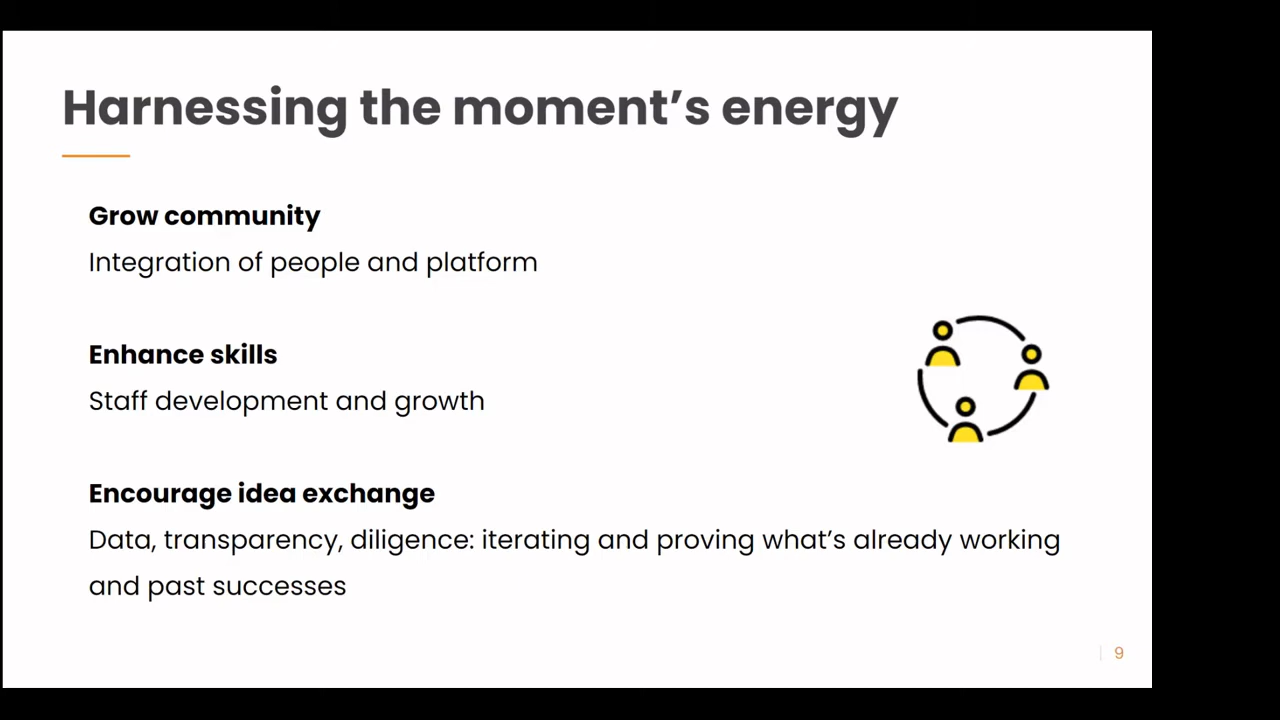 Harnessing the moment’s energy
Grow community
Integration of people and platform
Enhance skills
Staff development and growth
Encourage idea exchange
Data, transparency, diligence: iterating and proving what’s already working
and past successes
9